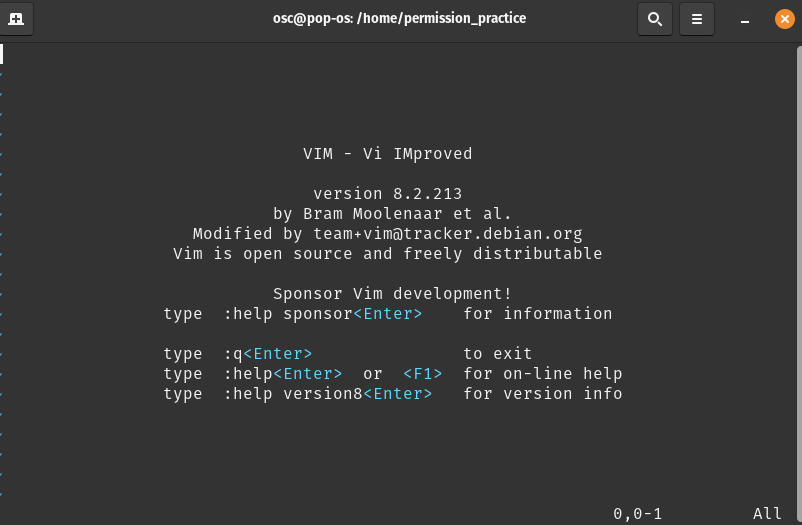 osc@pop-os: /home/permission_practice
VIM - Vi IMproved
version 8.2.213
by Bram Moolenaar et al.
Modified by team+vim@tracker.debian.org
Vim is open source and freely distributable
Sponsor Vim development!
type  :help sponsor<Enter>    for information
type  :q<Enter>               to exit
type  :help<Enter>  or  <F1>  for on-line help
type  :help version8<Enter>   for version info
0,0-1         All